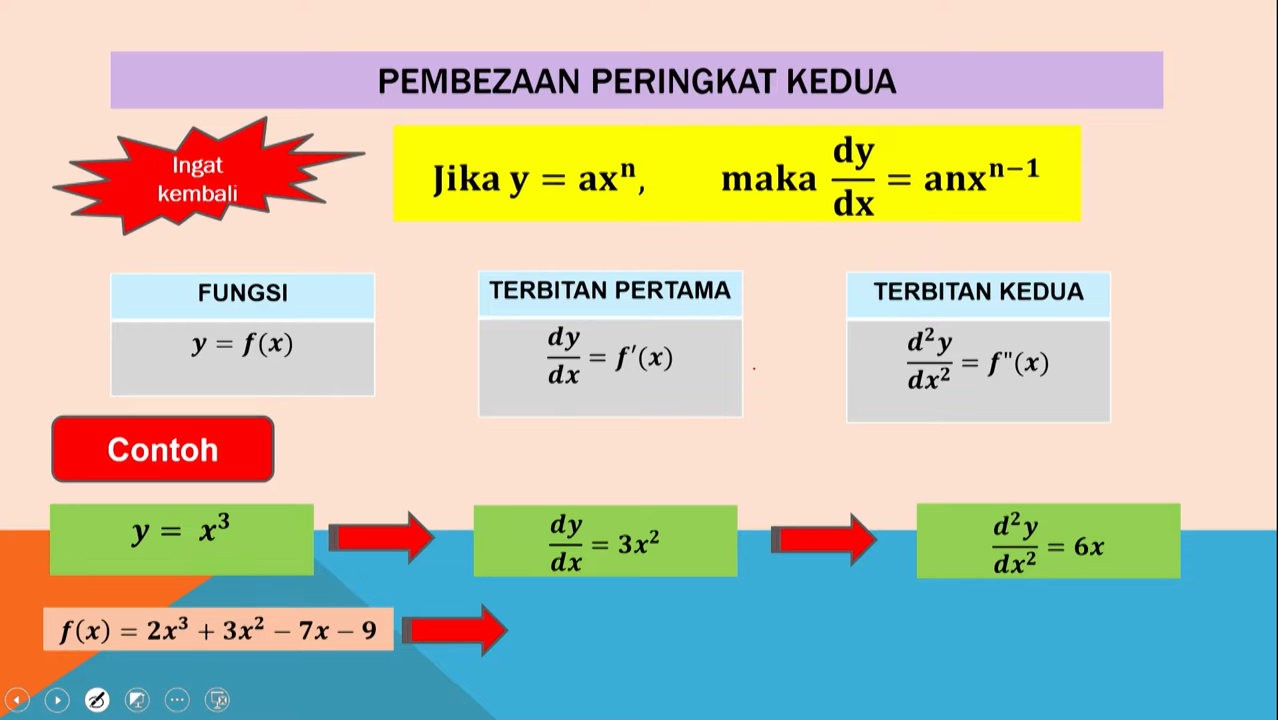 PEMBEZAAN PERINGKAT KEDUA
Ingat
kembali
Jika y = axⁿ, maka dy/dx = anxⁿ⁻¹
FUNGSI
y = f(x)
TERBITAN PERTAMA
dy/dx = f′(x)
TERBITAN KEDUA
d²y/dx² = f"(x)
Contoh
y = x³
dy/dx = 3x²
d²y/dx² = 6x
f(x) = 2x³ + 3x² − 7x − 9